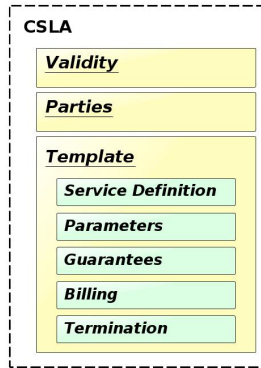 CSLA
Validity
Parties
Template
Service Definition
Parameters
Guarantees
Billing
Termination